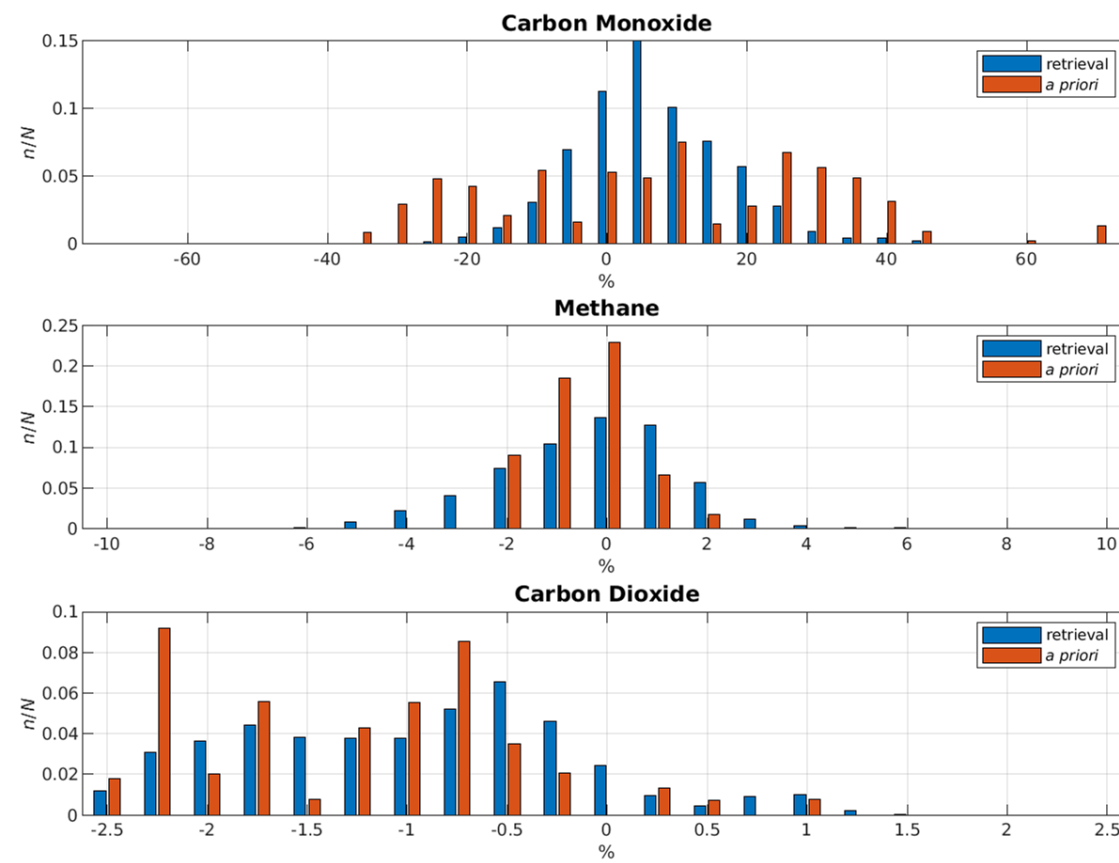 Carbon Monoxide
0.15
0.1
0.05
0
n/N
retrieval
a priori
-60 -40 -20 0 20 40 60
%
Methane
0.25
0.2
0.15
0.1
0.05
0
n/N
retrieval
a priori
-10 -8 -6 -4 -2 0 2 4 6 8 10
%
Carbon Dioxide
0.1
0.08
0.06
0.04
0.02
0
n/N
retrieval
a priori
-2.5 -2 -1.5 -1 -0.5 0 0.5 1 1.5 2 2.5
%